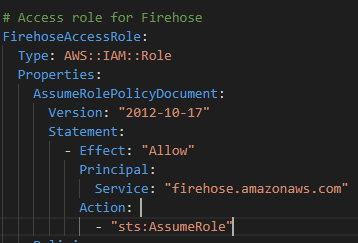 # Access role for Firehose
FirehoseAccessRole:
Type: AWS::IAM::Role
Properties:
AssumeRolePolicyDocument:
Version: "2012-10-17"
Statement:
- Effect: "Allow"
Principal:
Service: "firehose.amazonaws.com"
Action:
- "sts:AssumeRole"